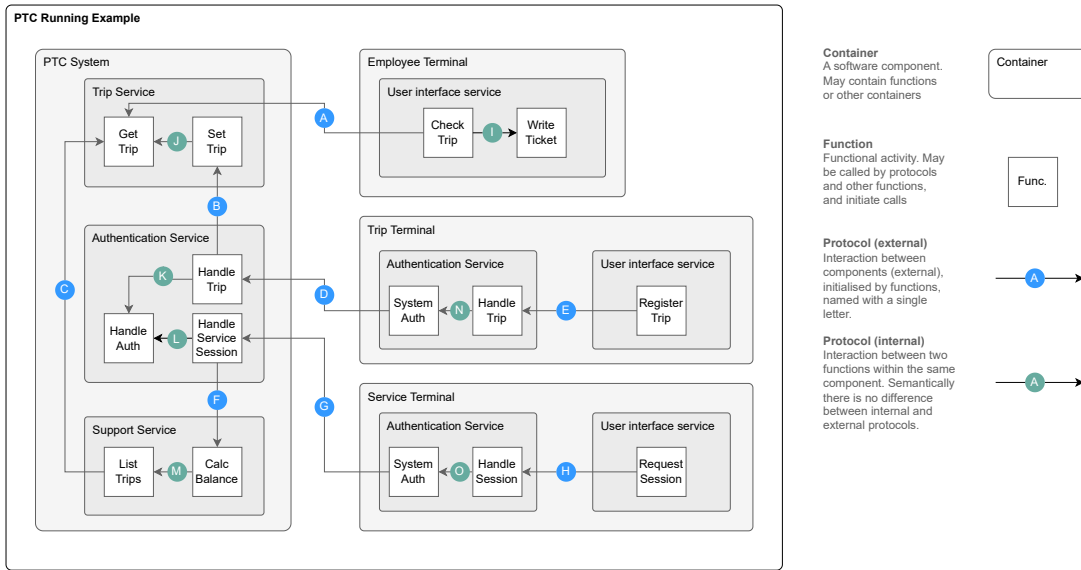 PTC Running Example
PTC System
Trip Service
Get
Trip
J
Set
Trip
B
Authentication Service
K
Handle
Trip
C
Handle
Auth
L
Handle
Service
Session
F
Support Service
List
Trips
M
Calc
Balance
A
Employee Terminal
User interface service
Check
Trip
I
Write
Ticket
D
Trip Terminal
Authentication Service
System
Auth
N
Handle
Trip
E
User interface service
Register
Trip
G
Service Terminal
Authentication Service
System
Auth
O
Handle
Session
H
User interface service
Request
Session
Container
A software component.
May contain functions
or other containers
Container
Function
Functional activity. May
be called by protocols
and other functions,
and initiate calls
Func.
Protocol (external)
Interaction between
components (external),
initialised by functions,
named with a single
letter.
A
Protocol (internal)
Interaction between two
functions within the same
component. Semantically
there is no difference
between internal and
external protocols.
A